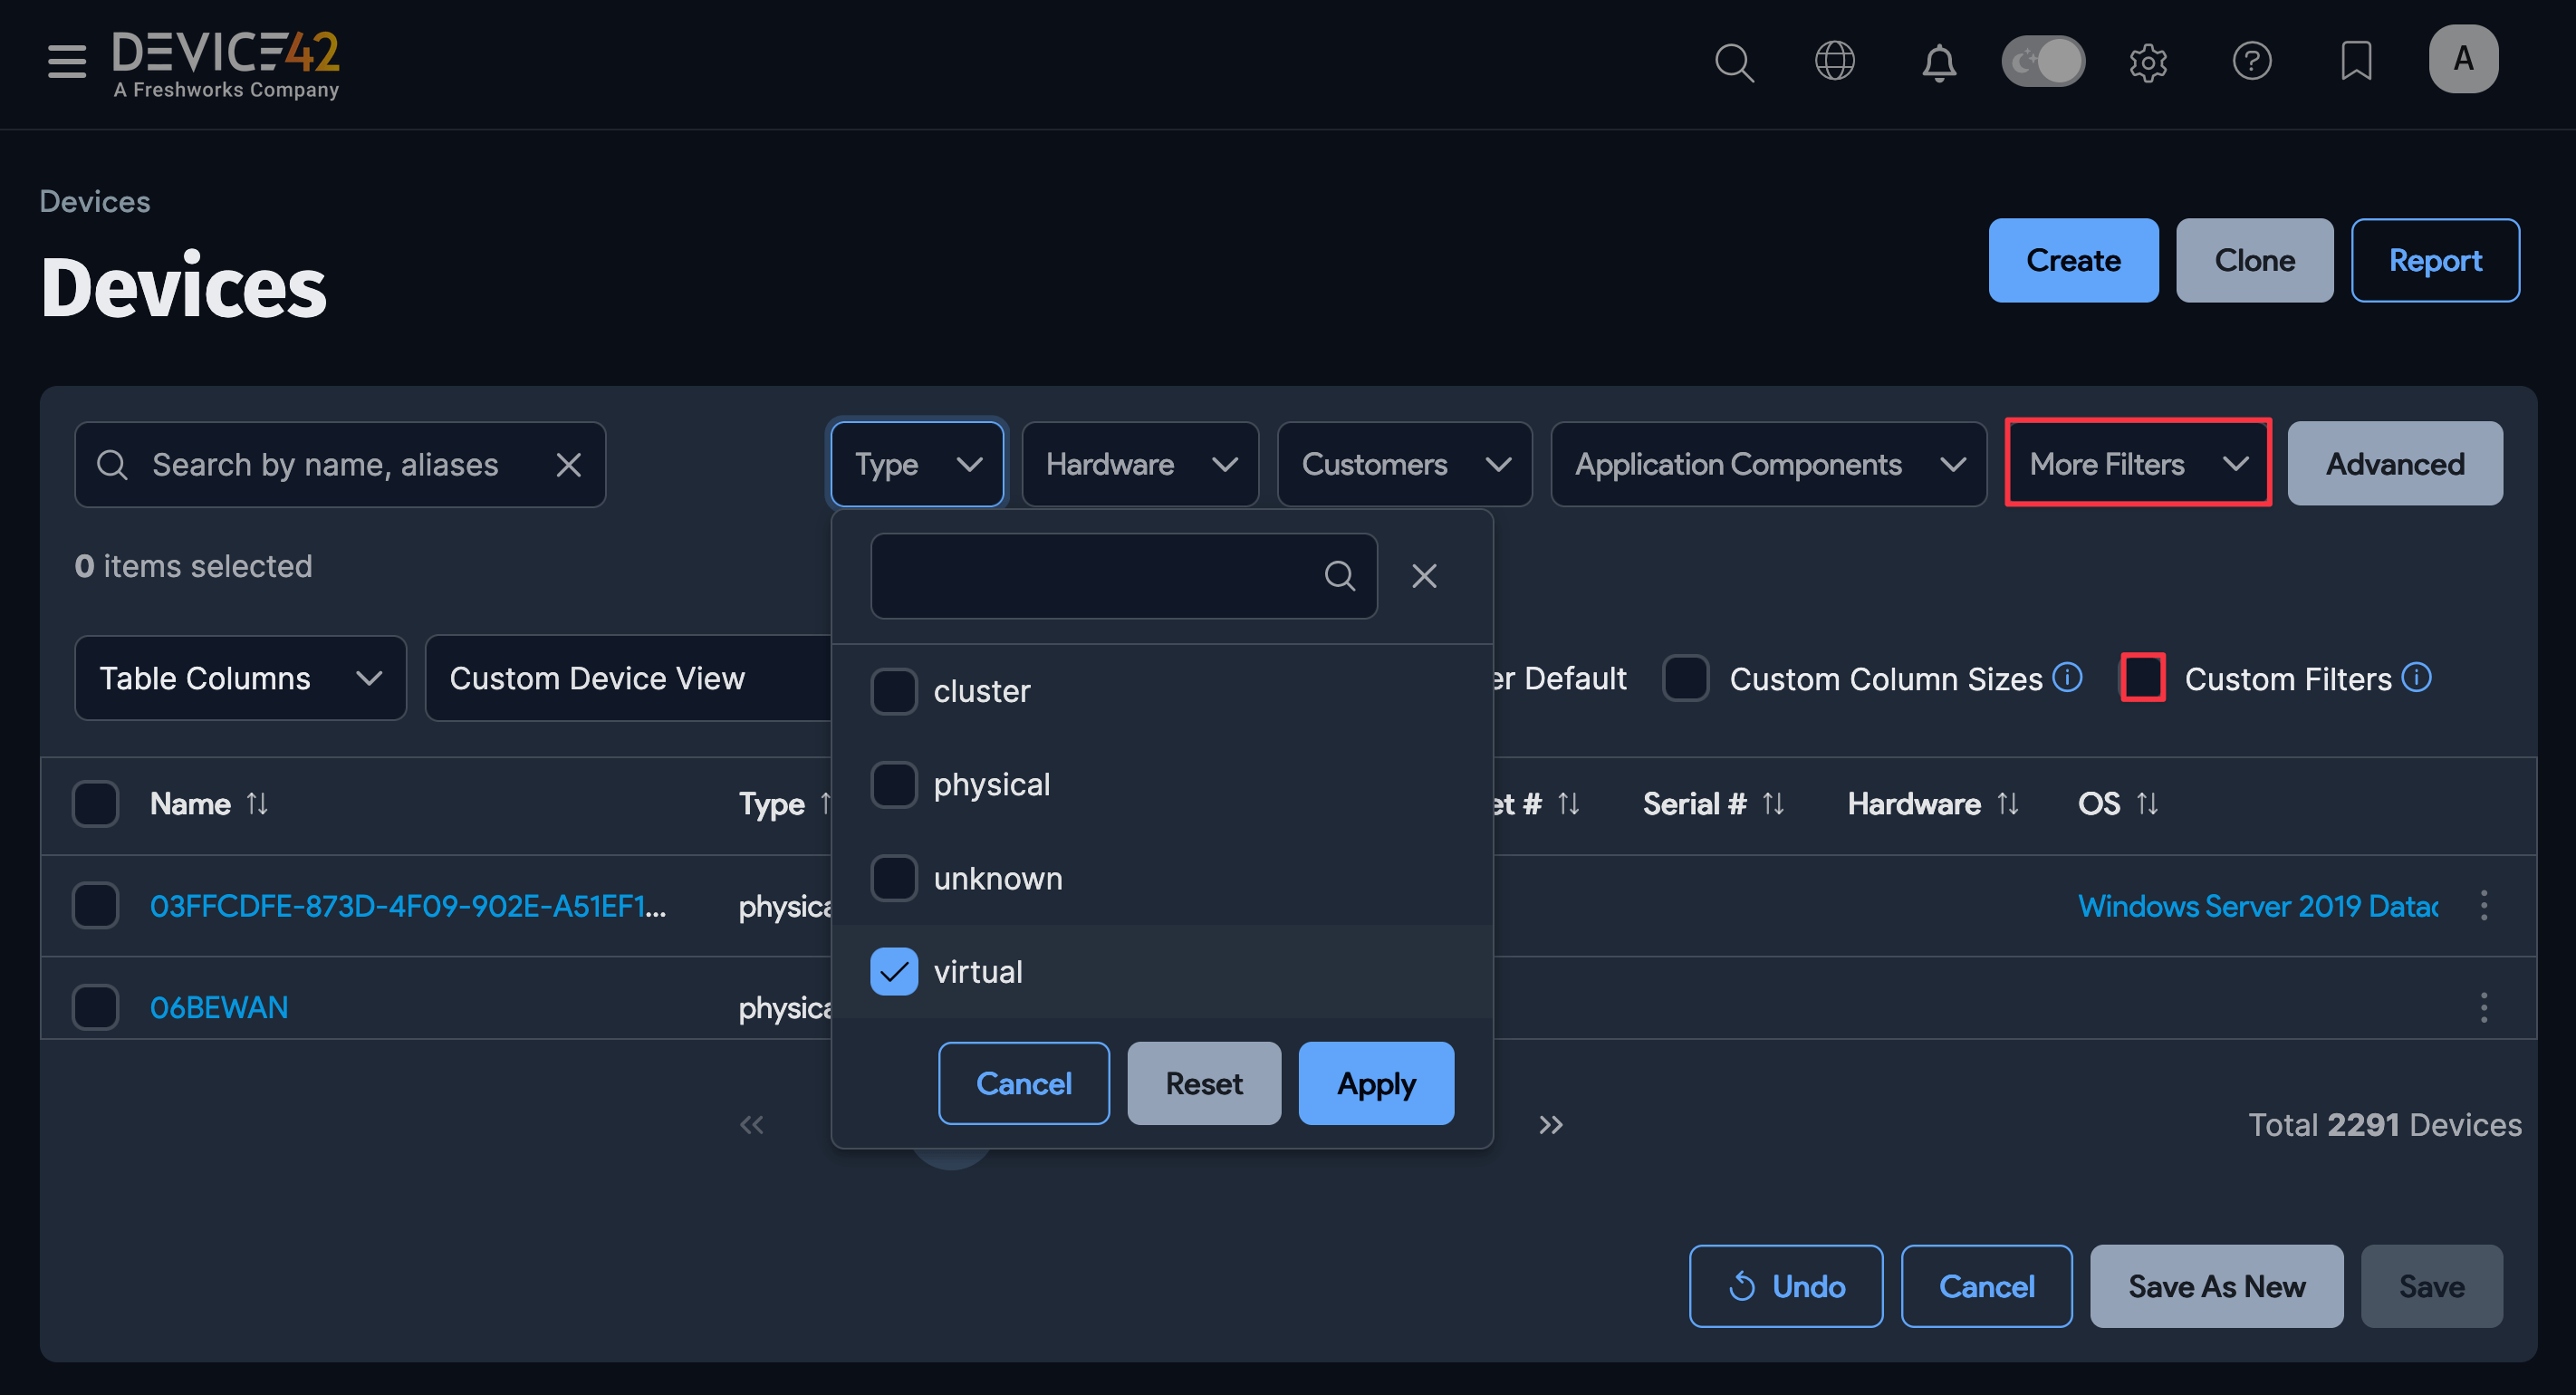 DEVICE42
A Freshworks Company
A
Devices
Devices
Create
Clone
Report
Search by name, aliases
Type
Hardware
Customers
Application Components
More Filters
Advanced
0 items selected
Table Columns
Custom Device View
er Default
Custom Column Sizes
Custom Filters
cluster
physical
unknown
virtual
Cancel
Reset
Apply
Name
Type
et #
Serial #
Hardware
OS
03FFCDFE-873D-4F09-902E-A51EF1...
physica
Windows Server 2019 Datac
06BEWAN
physica
Total 2291 Devices
Undo
Cancel
Save As New
Save